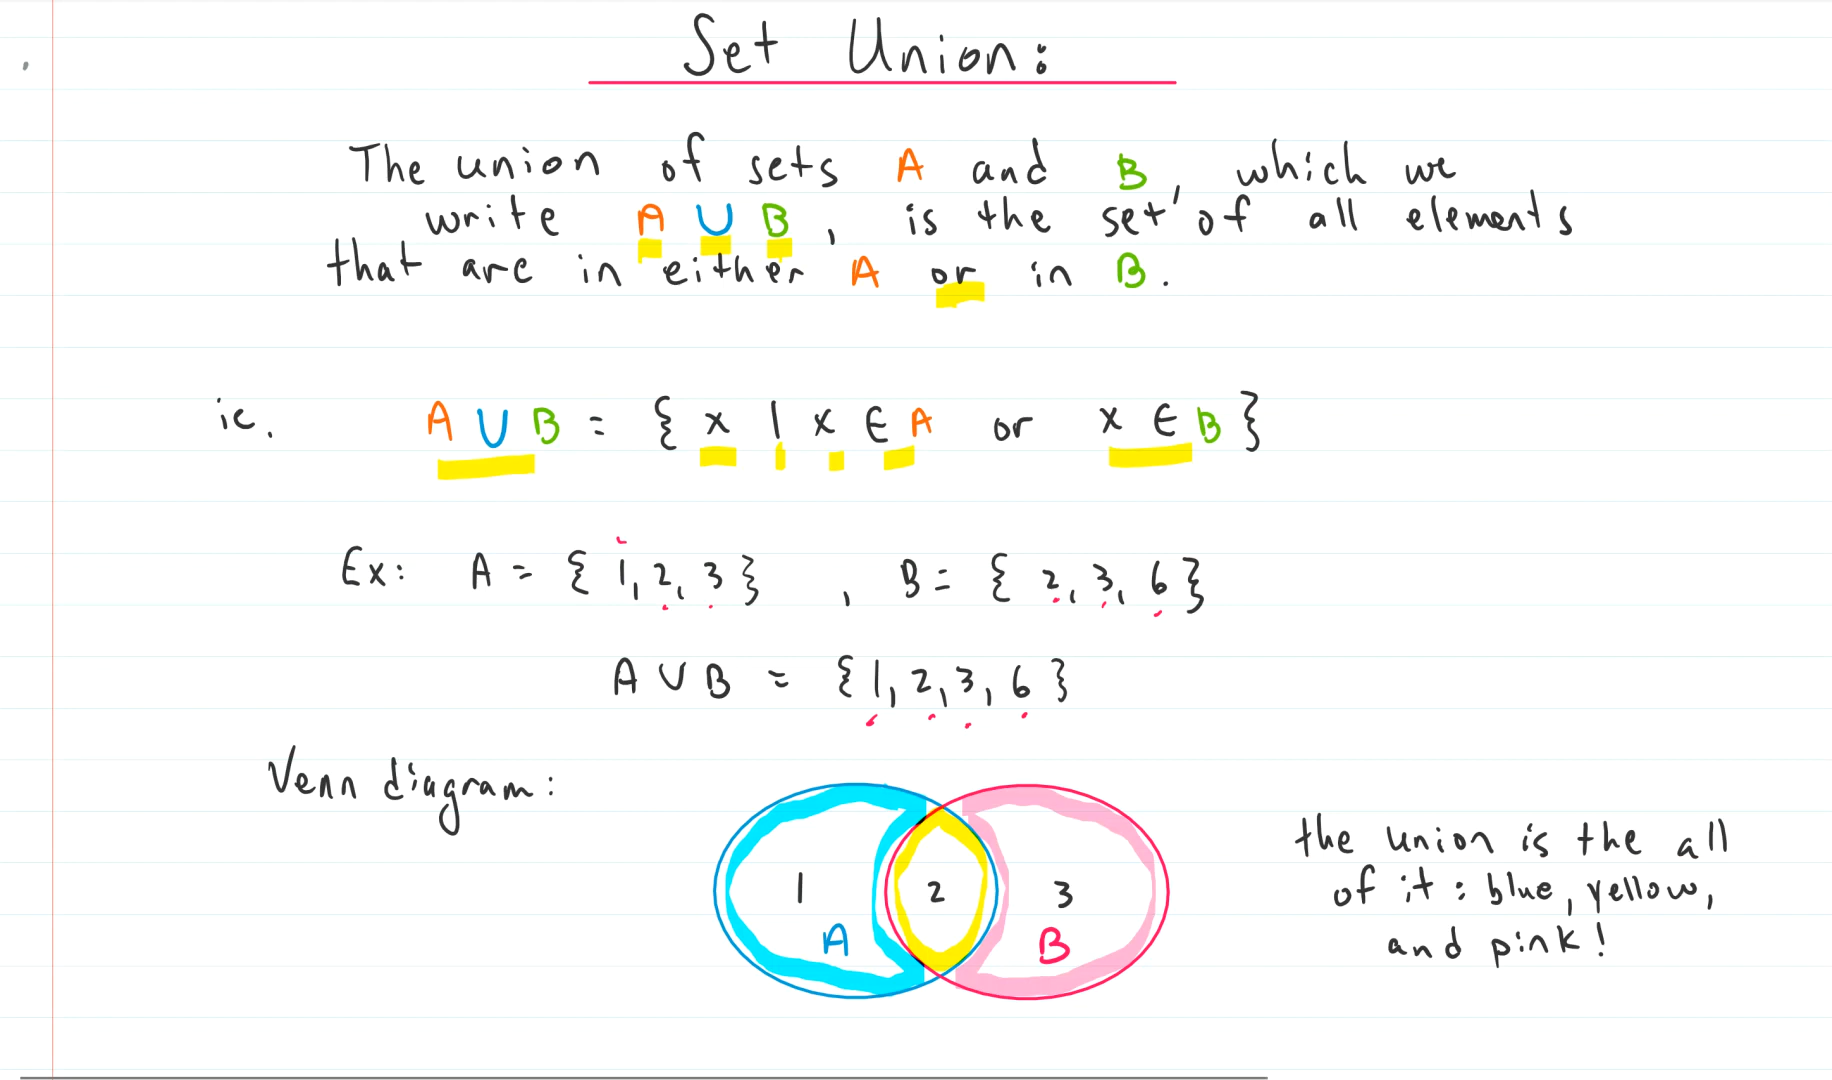 Set Union:
The union of sets A and B, which we
write A ∪ B, is the set of all elements
that are in either A or in B.
ie. A ∪ B = { x | x ∈ A or x ∈ B }
Ex: A = { 1, 2, 3 } , B = { 2, 3, 6 }
A ∪ B = { 1, 2, 3, 6 }
Venn diagram:
1 2 3
A B
the union is the all
of it: blue, yellow,
and pink!